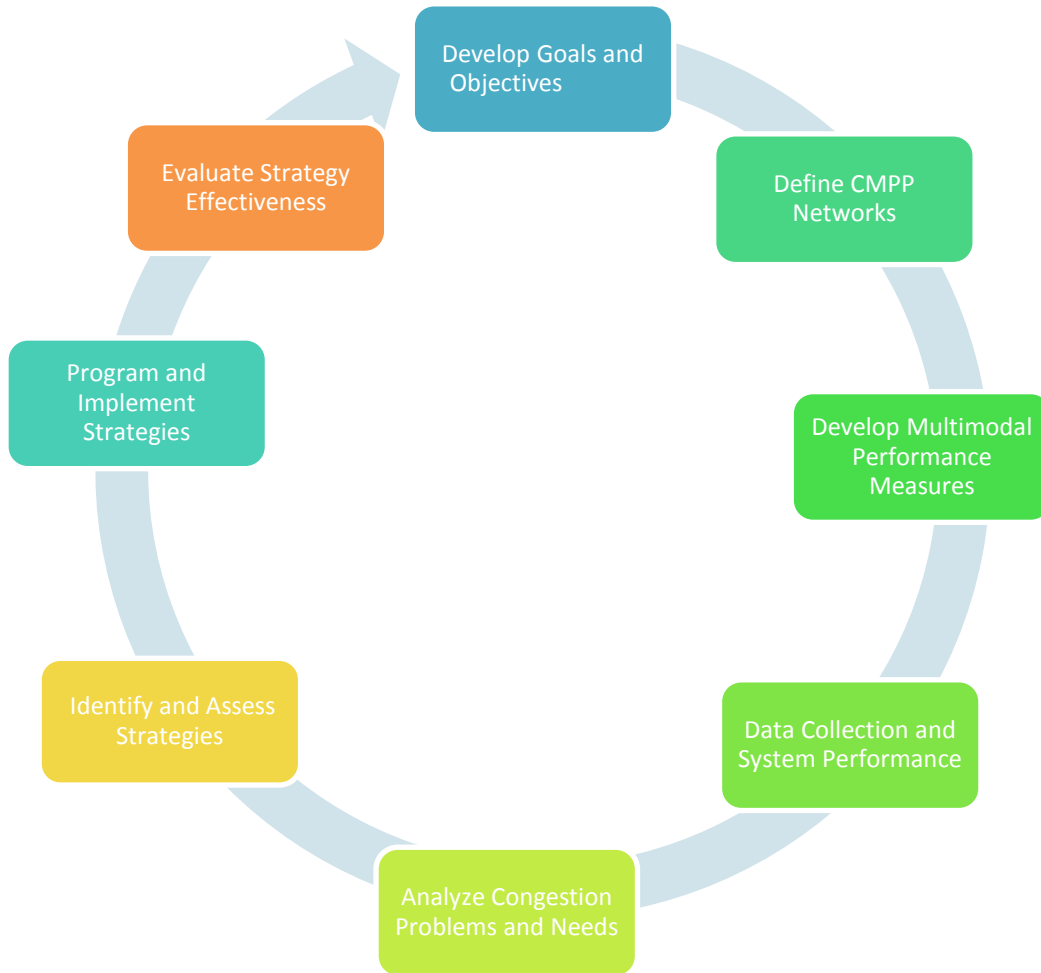 Develop Goals and
Objectives
Define CMPP
Networks
Develop Multimodal
Performance
Measures
Data Collection and
System Performance
Analyze Congestion
Problems and Needs
Identify and Assess
Strategies
Program and
Implement
Strategies
Evaluate Strategy
Effectiveness